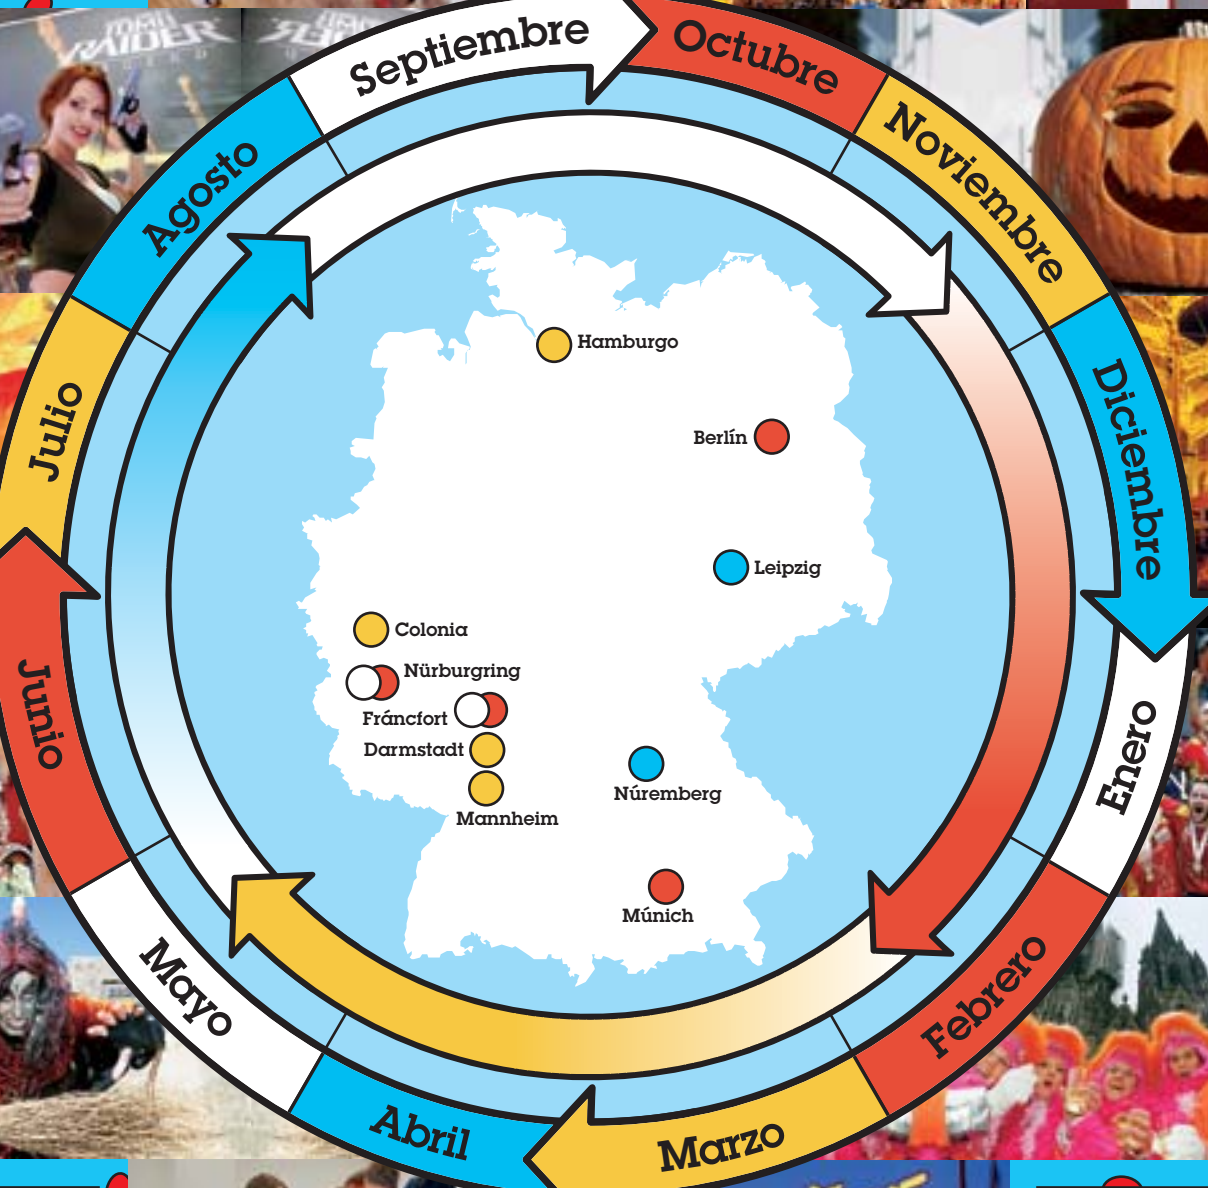 RAIDER
Septiembre
Octubre
Noviembre
Diciembre
Enero
Febrero
Marzo
Abril
Mayo
Junio
Julio
Agosto
Hamburgo
Berlín
Leipzig
Colonia
Nürburgring
Fráncfort
Darmstadt
Mannheim
Núremberg
Múnich